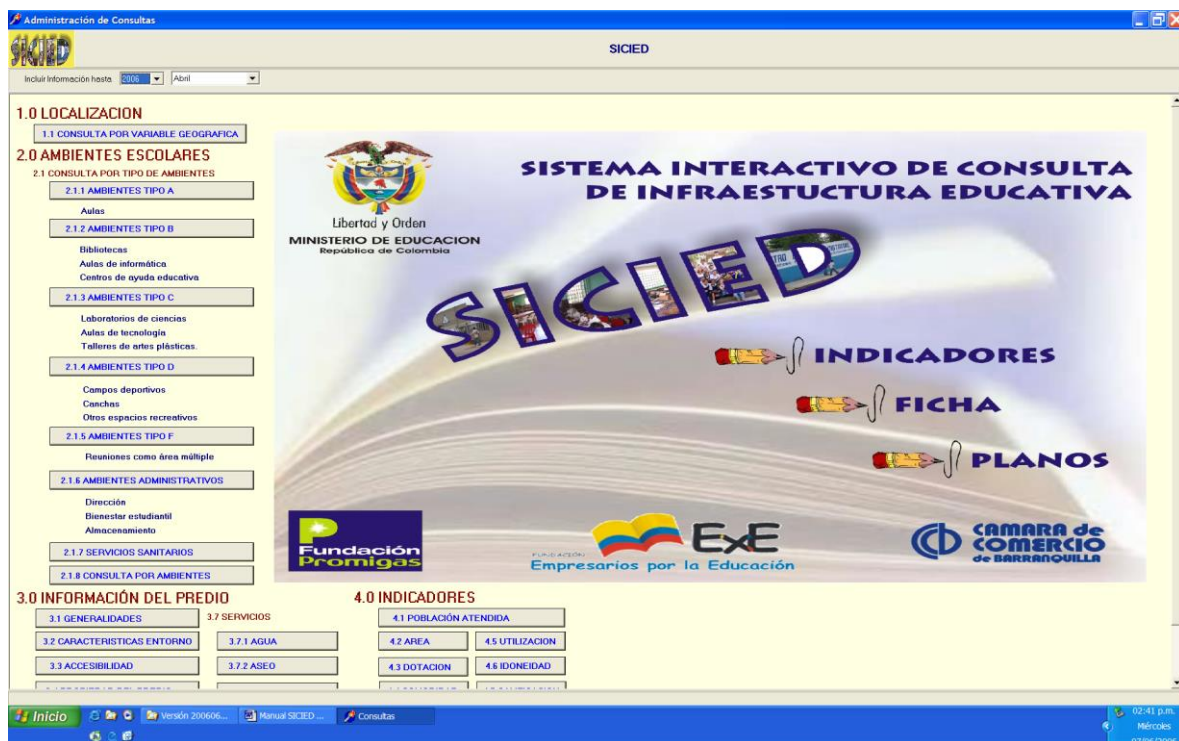 Administración de Consultas
SICIED
SICIED
Incluir Información hasta 2006 Abril
1.0 LOCALIZACION
1.1 CONSULTA POR VARIABLE GEOGRAFICA
2.0 AMBIENTES ESCOLARES
2.1 CONSULTA POR TIPO DE AMBIENTES
2.1.1 AMBIENTES TIPO A
Aulas
2.1.2 AMBIENTES TIPO B
Bibliotecas
Aulas de informática
Centros de ayuda educativa
2.1.3 AMBIENTES TIPO C
Laboratorios de ciencias
Aulas de tecnología
Talleres de artes plásticas.
2.1.4 AMBIENTES TIPO D
Campos deportivos
Canchas
Otros espacios recreativos
2.1.5 AMBIENTES TIPO F
Reuniones como área múltiple
2.1.6 AMBIENTES ADMINISTRATIVOS
Dirección
Bienestar estudiantil
Almacenamiento
2.1.7 SERVICIOS SANITARIOS
2.1.8 CONSULTA POR AMBIENTES
Libertad y Orden
MINISTERIO DE EDUCACION
República de Colombia
SISTEMA INTERACTIVO DE CONSULTA
DE INFRAESTUCTURA EDUCATIVA
SICIED
INDICADORES
FICHA
PLANOS
Fundación
Promigas
FUNDACIÓN
ExE
Empresarios por la Educación
CAMARA de
COMERCIO
de BARRANQUILLA
3.0 INFORMACIÓN DEL PREDIO
3.1 GENERALIDADES
3.2 CARACTERISTICAS ENTORNO
3.3 ACCESIBILIDAD
3.7 SERVICIOS
3.7.1 AGUA
3.7.2 ASEO
4.0 INDICADORES
4.1 POBLACIÓN ATENDIDA
4.2 AREA
4.5 UTILIZACION
4.3 DOTACION
4.6 IDONEIDAD
Inicio
Versión 200606...
Manual SICIED ...
Consultas
02:41 p.m.
Miércoles
07/06/2006